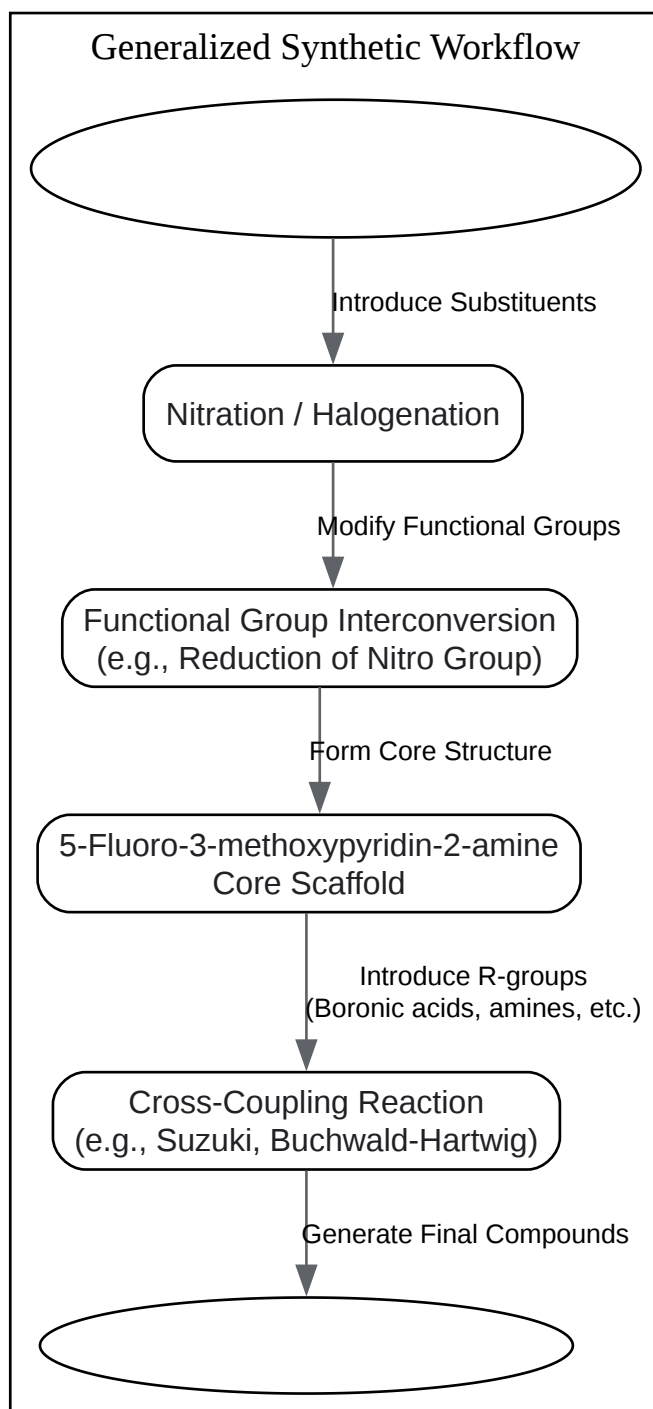 Generalized Synthetic Workflow
Introduce Substituents
Nitration / Halogenation
Modify Functional Groups
Functional Group Interconversion
(e.g., Reduction of Nitro Group)
Form Core Structure
5-Fluoro-3-methoxypyridin-2-amine
Core Scaffold
Introduce R-groups
(Boronic acids, amines, etc.)
Cross-Coupling Reaction
(e.g., Suzuki, Buchwald-Hartwig)
Generate Final Compounds